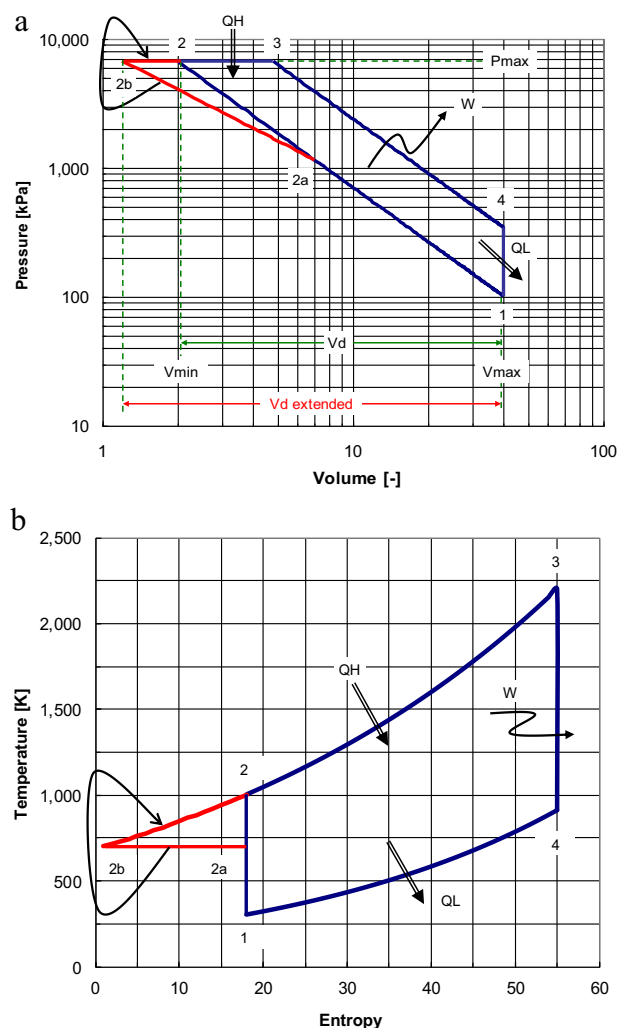 a
10,000
2
QH
3
Pmax
2b
W
1,000
2a
4
QL
100
1
Vd
Vmin
Vmax
Vd extended
10
1
10
100
Pressure [kPa]
Volume [-]
b
2,500
3
2,000
QH
W
1,500
2
1,000
2b
2a
4
500
QL
1
0
0
10
20
30
40
50
60
Temperature [K]
Entropy